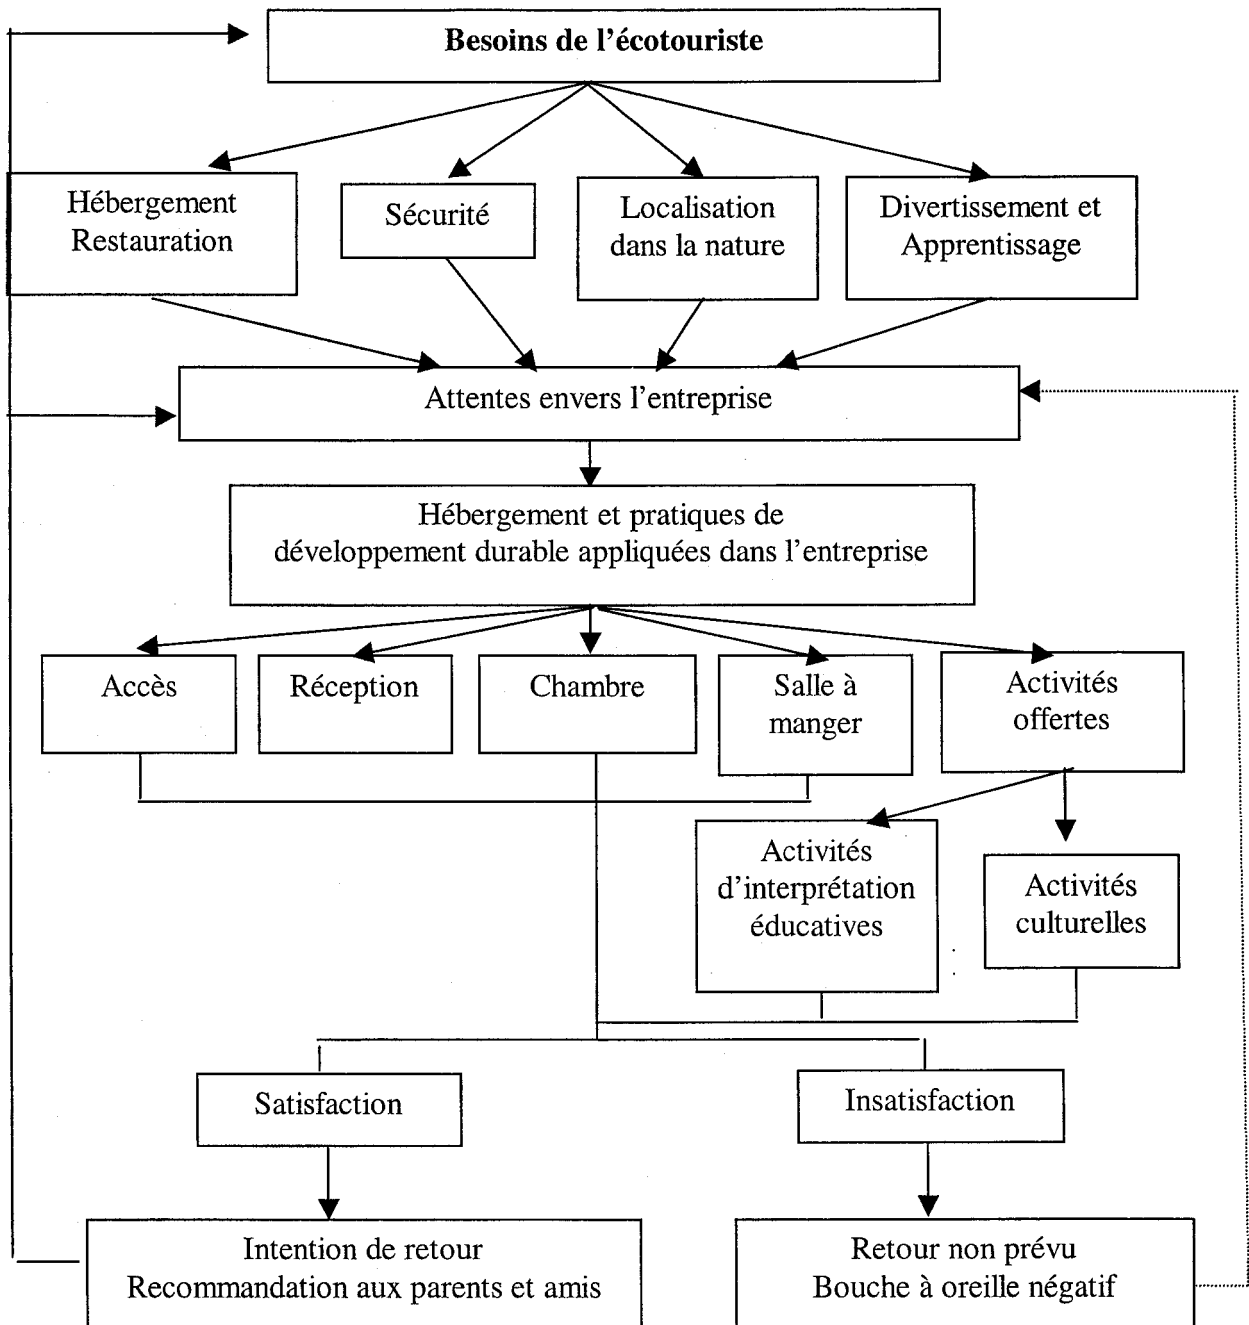 Besoins de l'écotouriste
Hébergement
Restauration
Sécurité
Localisation
dans la nature
Divertissement et
Apprentissage
Attentes envers l'entreprise
Hébergement et pratiques de
développement durable appliquées dans l'entreprise
Accès
Réception
Chambre
Salle à
manger
Activités
offertes
Activités
d'interprétation
éducatives
Activités
culturelles
Satisfaction
Insatisfaction
Intention de retour
Recommandation aux parents et amis
Retour non prévu
Bouche à oreille négatif